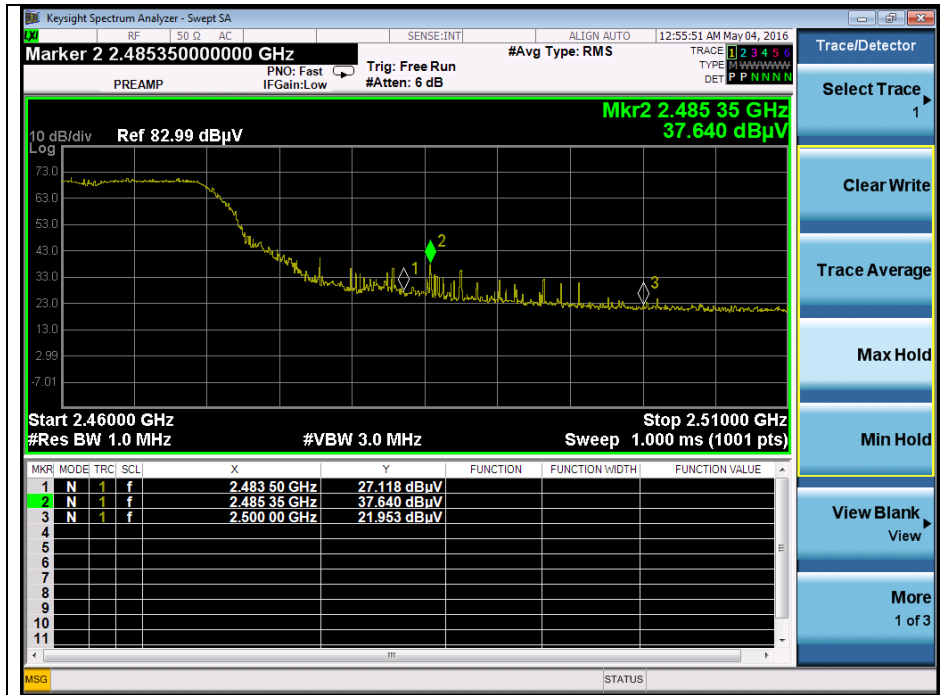 Keysight Spectrum Analyzer - Swept SA
LXI RF 50 Ω AC SENSE:INT ALIGN AUTO 12:55:51 AM May 04, 2016
Marker 2 2.485350000000 GHz
PREAMP
PNO: Fast
IFGain:Low
Trig: Free Run
#Atten: 6 dB
#Avg Type: RMS
TRACE 1 2 3 4 5 6
TYPE M WWWWW
DET P P N N N N
Mkr2 2.485 35 GHz
37.640 dBµV
10 dB/div Ref 82.99 dBµV
Log
73.0
63.0
53.0
43.0
33.0
23.0
13.0
2.99
-7.01
1
2
3
Start 2.46000 GHz Stop 2.51000 GHz
#Res BW 1.0 MHz #VBW 3.0 MHz Sweep 1.000 ms (1001 pts)
MKR MODE TRC SCL X Y FUNCTION FUNCTION WIDTH FUNCTION VALUE
1 N 1 f 2.483 50 GHz 27.118 dBµV
2 N 1 f 2.485 35 GHz 37.640 dBµV
3 N 1 f 2.500 00 GHz 21.953 dBµV
4
5
6
7
8
9
10
11
MSG STATUS
Trace/Detector
Select Trace
1
Clear Write
Trace Average
Max Hold
Min Hold
View Blank
View
More
1 of 3